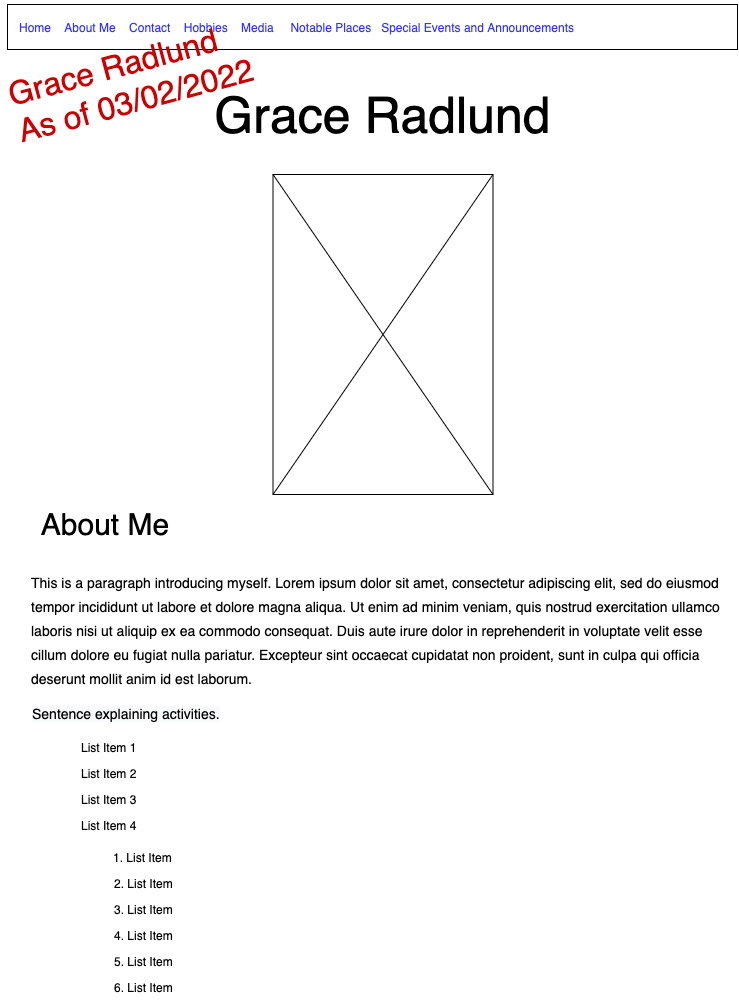 Home About Me Contact Hobbies Media Notable Places Special Events and Announcements
Grace Radlund
As of 03/02/2022
Grace Radlund
About Me
This is a paragraph introducing myself. Lorem ipsum dolor sit amet, consectetur adipiscing elit, sed do eiusmod
tempor incididunt ut labore et dolore magna aliqua. Ut enim ad minim veniam, quis nostrud exercitation ullamco
laboris nisi ut aliquip ex ea commodo consequat. Duis aute irure dolor in reprehenderit in voluptate velit esse
cillum dolore eu fugiat nulla pariatur. Excepteur sint occaecat cupidatat non proident, sunt in culpa qui officia
deserunt mollit anim id est laborum.
Sentence explaining activities.
List Item 1
List Item 2
List Item 3
List Item 4
1. List Item
2. List Item
3. List Item
4. List Item
5. List Item
6. List Item